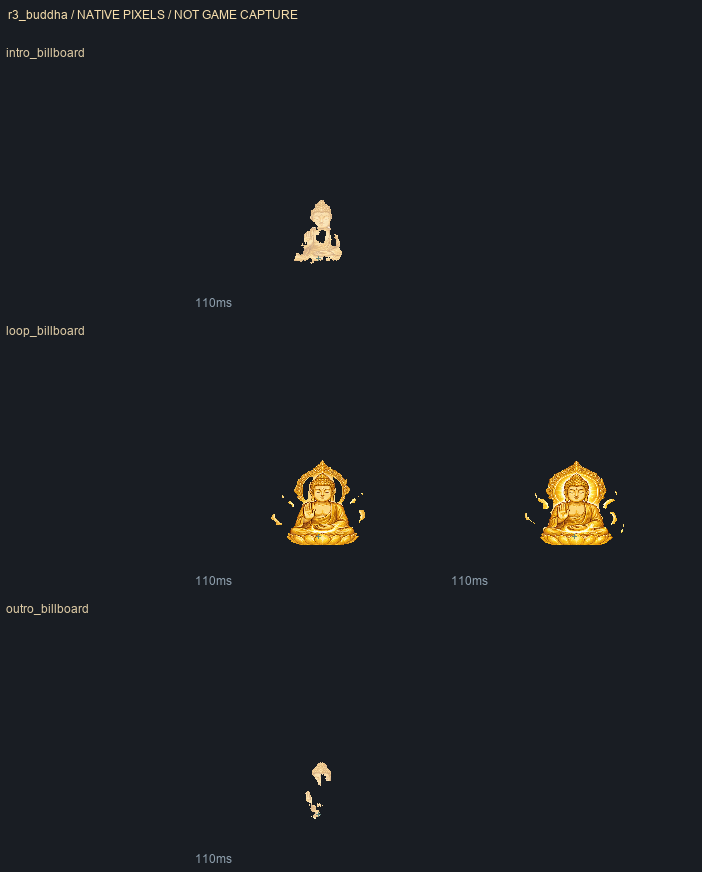 r3_buddha / NATIVE PIXELS / NOT GAME CAPTURE
intro_billboard
110ms
loop_billboard
110ms 110ms
outro_billboard
110ms